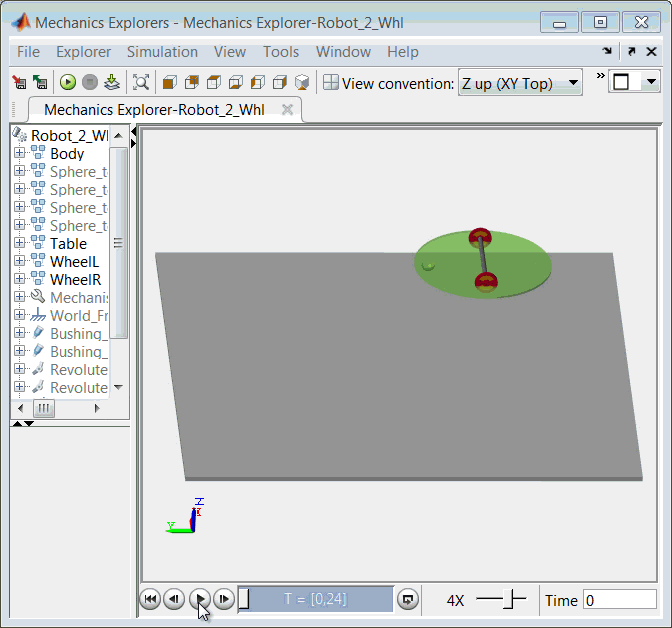 Mechanics Explorers - Mechanics Explorer-Robot_2_Whl
File Explorer Simulation View Tools Window Help
View convention: Z up (XY Top) »
Mechanics Explorer-Robot_2_Whl
Robot_2_Wl
Body
Sphere_t
Sphere_t
Sphere_t
Sphere_t
Table
WheelL
WheelR
Mechanis
World_Fr
Bushing_
Bushing_
Revolute
Revolute
Z
X
Y
T = [0,24] 4X Time 0